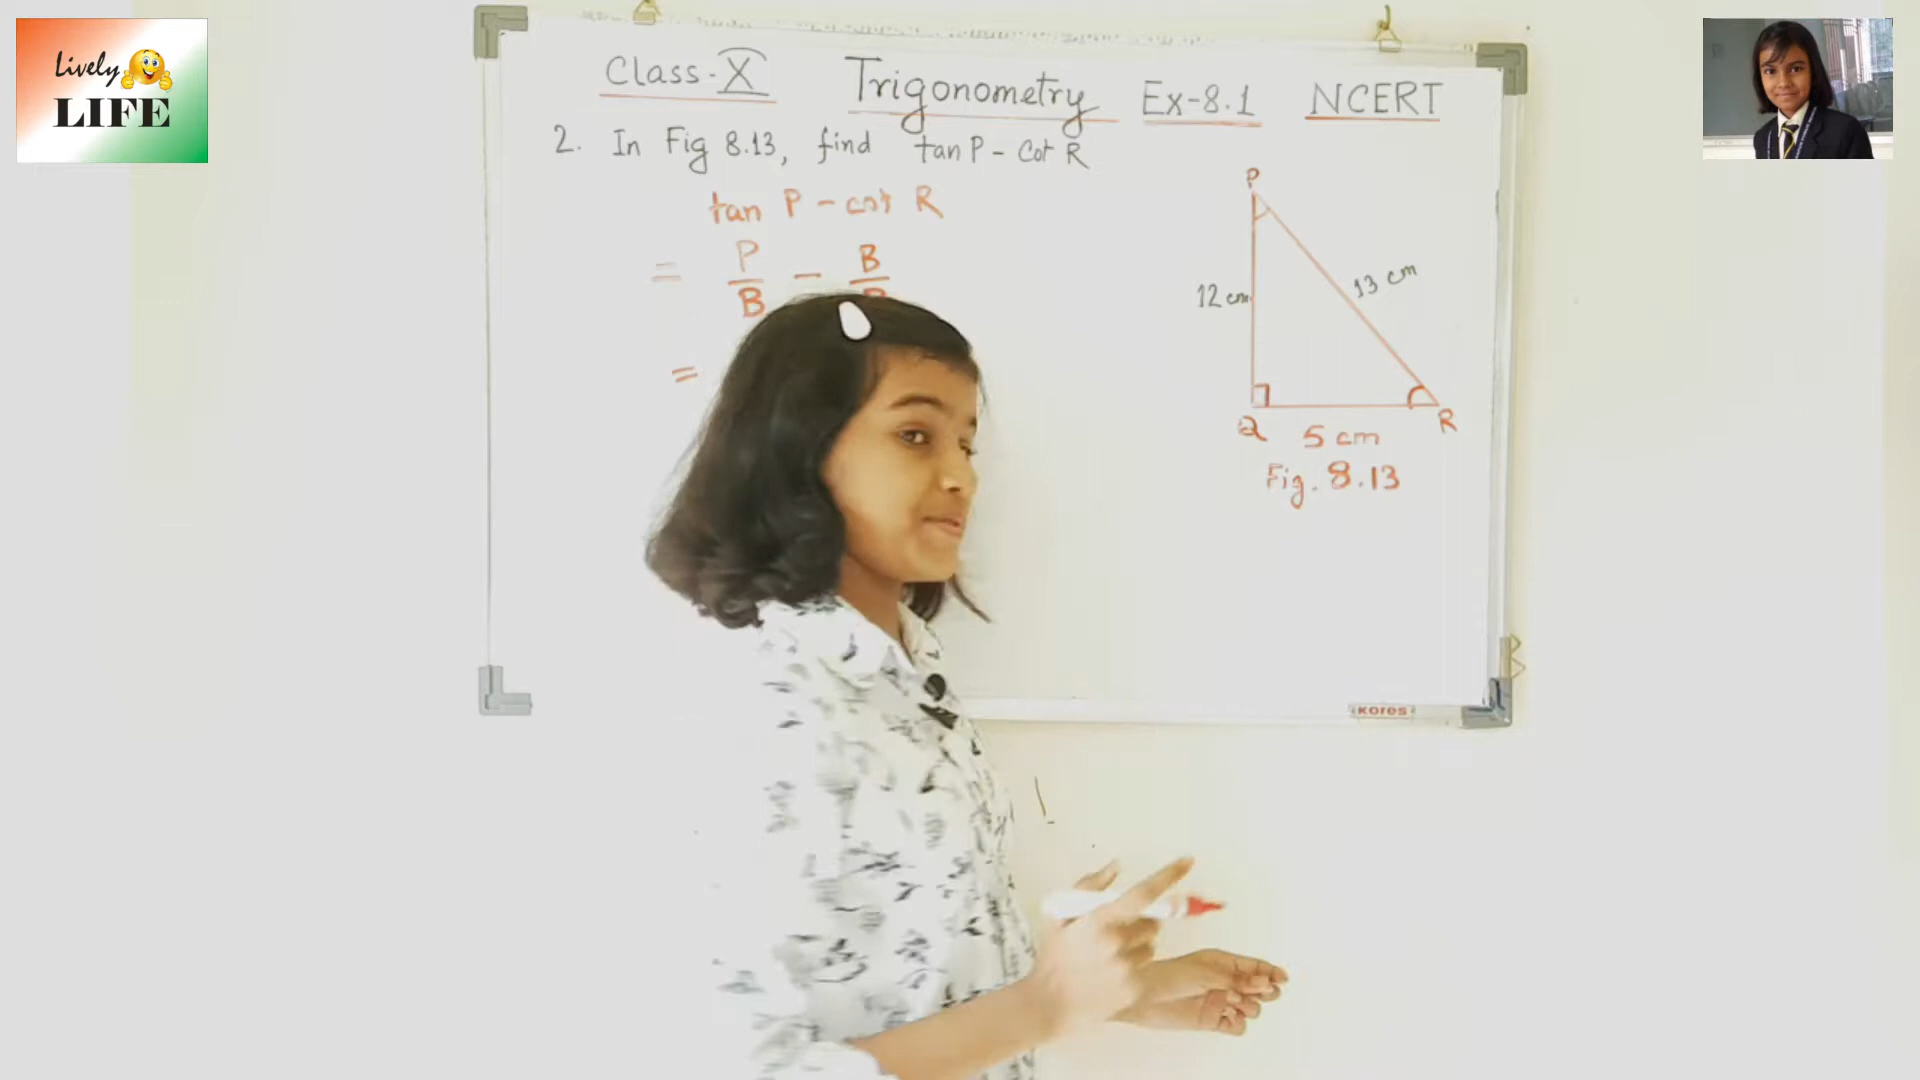 Lively
LIFE
Class-X Trigonometry Ex-8.1 NCERT
2. In Fig 8.13, find tan P - Cot R
tan P - cot R
= P/B - B
=
P
12 cm
13 cm
Q
5 cm
R
Fig. 8.13
kores